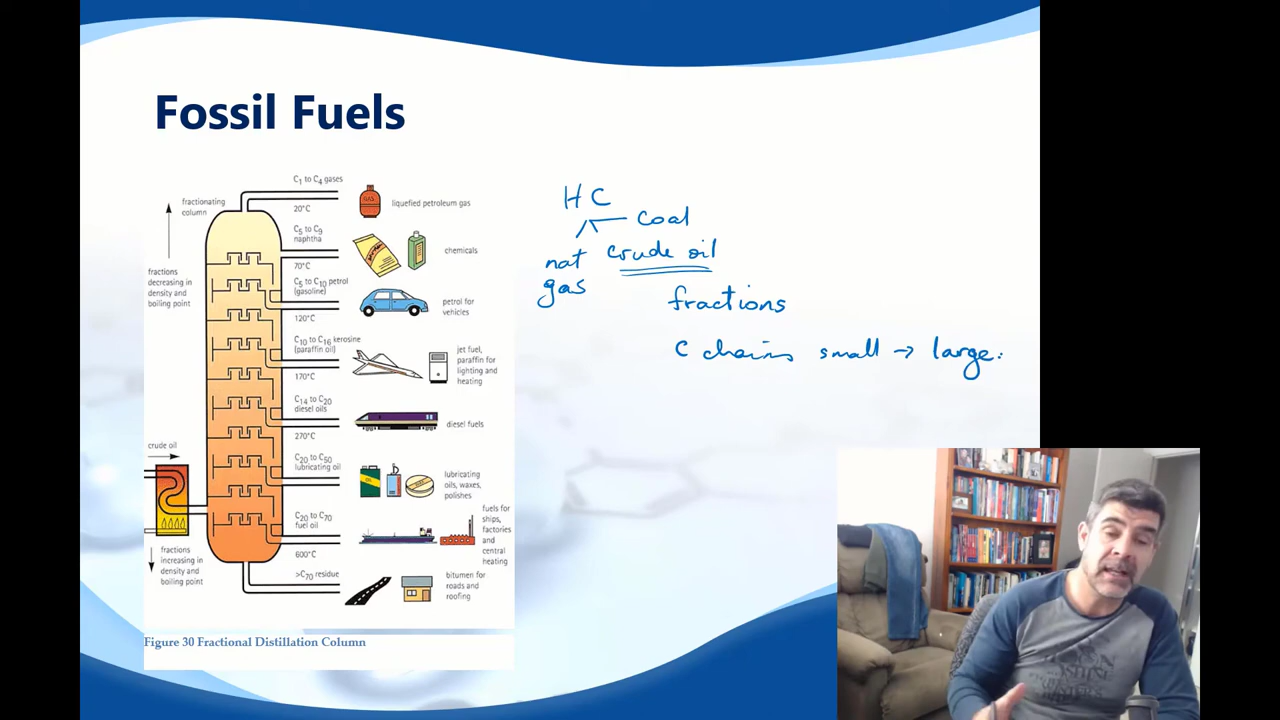 Fossil Fuels
C1 to C4 gases
fractionating
column
20°C
liquefied petroleum gas
GAS
C5 to C9
naphtha
chemicals
70°C
fractions
decreasing in
density and
boiling point
C5 to C10 petrol
(gasoline)
petrol for
vehicles
120°C
C10 to C16 kerosine
(paraffin oil)
jet fuel,
paraffin for
lighting and
heating
170°C
C14 to C20
diesel oils
diesel fuels
270°C
crude oil
C20 to C50
lubricating oil
lubricating
oils, waxes,
polishes
C20 to C70
fuel oil
fuels for
ships,
factories
and
central
heating
600°C
fractions
increasing in
density and
boiling point
>C70 residue
bitumen for
roads and
roofing
Figure 30 Fractional Distillation Column
HC
coal
nat
gas
crude oil
fractions
C chains small → large.